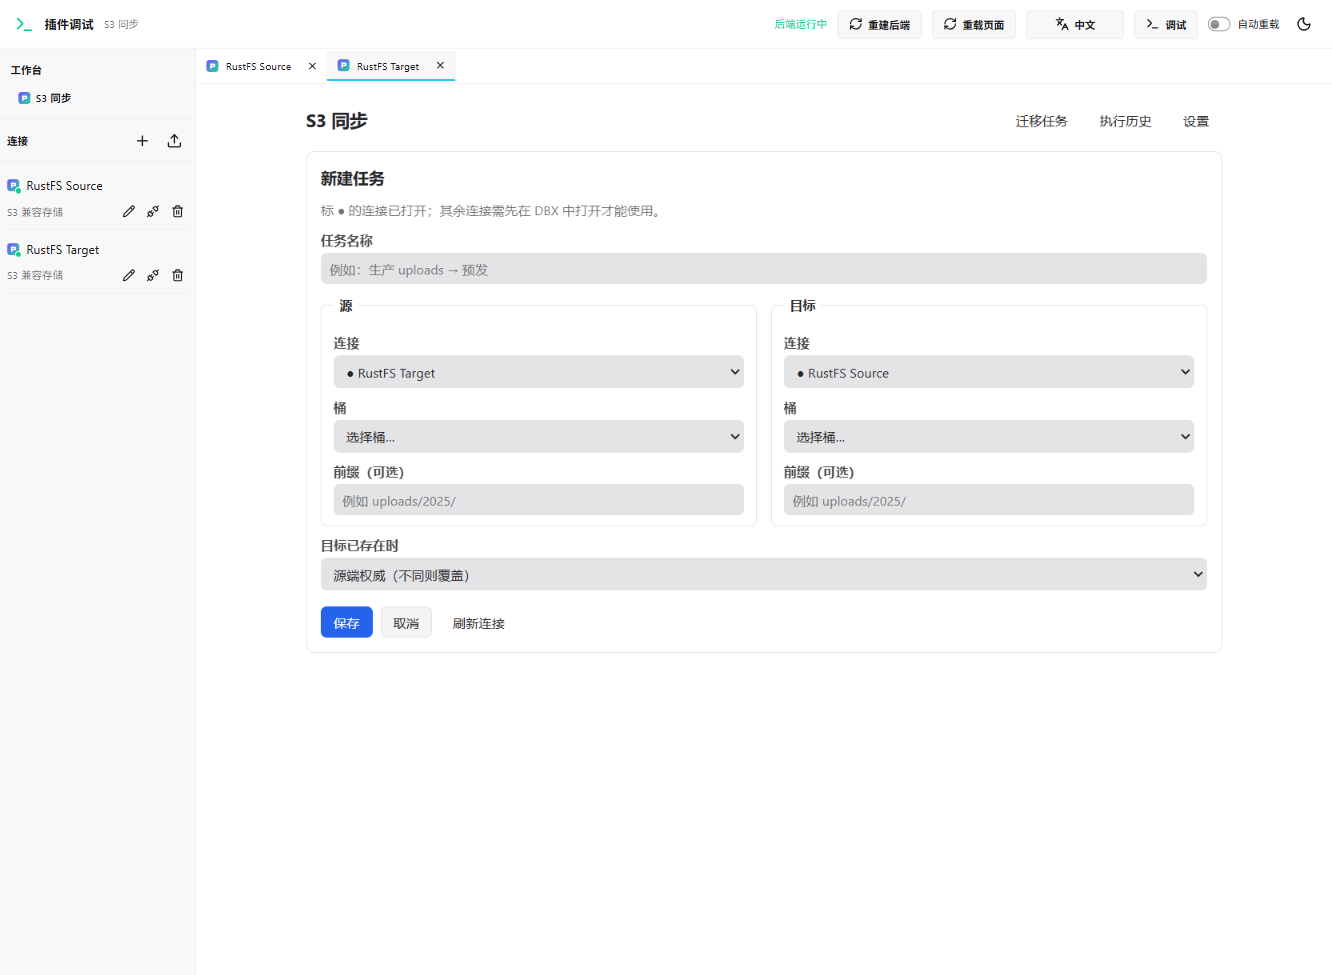 插件调试 S3 同步 后端运行中 重建后端 重载页面 中文 调试 自动重载
工作台
S3 同步
连接
RustFS Source
S3 兼容存储
RustFS Target
S3 兼容存储
RustFS Source RustFS Target
S3 同步 迁移任务 执行历史 设置
新建任务
标 ● 的连接已打开；其余连接需先在 DBX 中打开才能使用。
任务名称
例如：生产 uploads → 预发
源
连接
● RustFS Target
桶
选择桶...
前缀（可选）
例如 uploads/2025/
目标
连接
● RustFS Source
桶
选择桶...
前缀（可选）
例如 uploads/2025/
目标已存在时
源端权威（不同则覆盖）
保存 取消 刷新连接